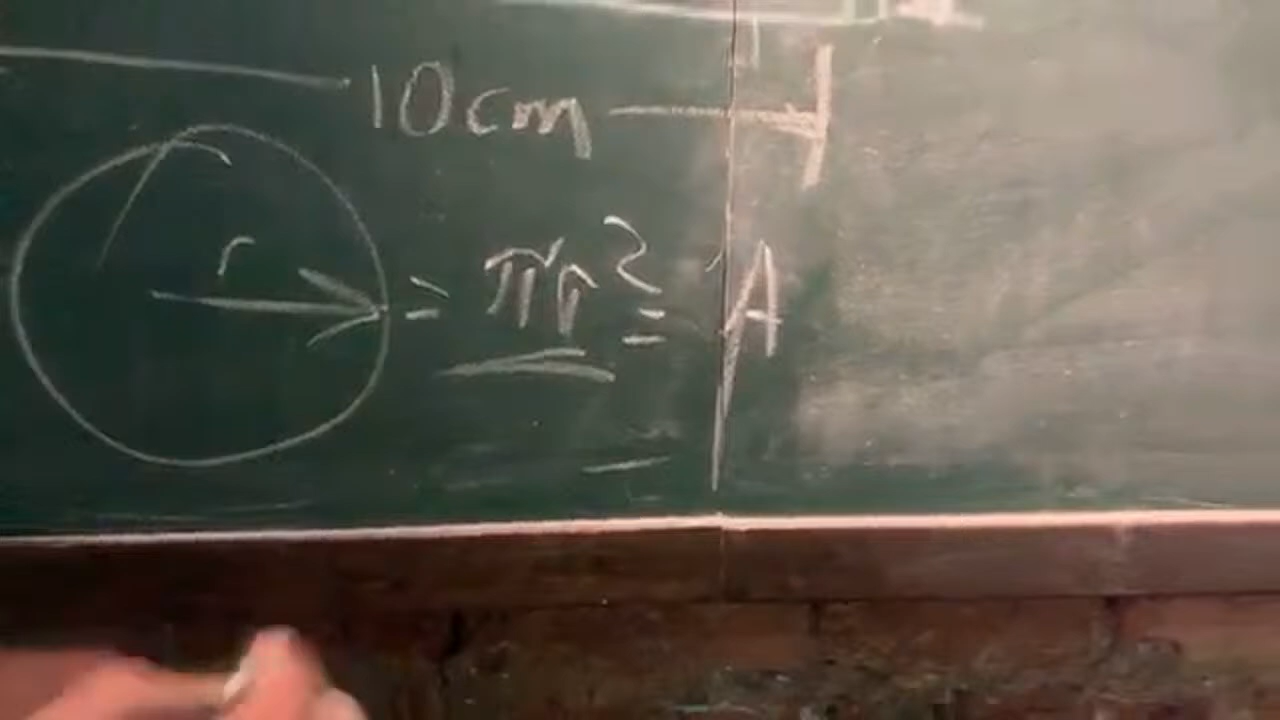 10cm
r
= πr² = A